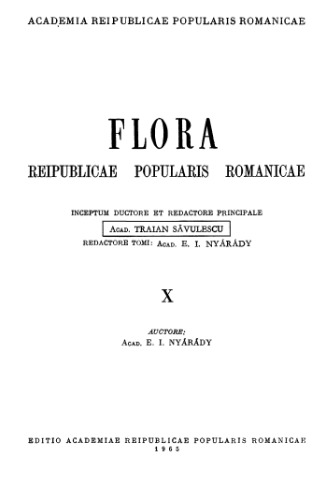 ACADEMIA REIPUBLICAE POPULARIS ROMANICAE
FLORA
REIPUBLICAE POPULARIS ROMANICAE
INCEPTUM DUCTORE ET REDACTORE PRINCIPALE
ACAD. TRAIAN SĂVULESCU
REDACTORE TOMI: ACAD. E. I. NYÁRÁDY
X
AUCTORE:
ACAD. E. I. NYÁRÁDY
EDITIO ACADEMIAE REIPUBLICAE POPULARIS ROMANICAE
1965